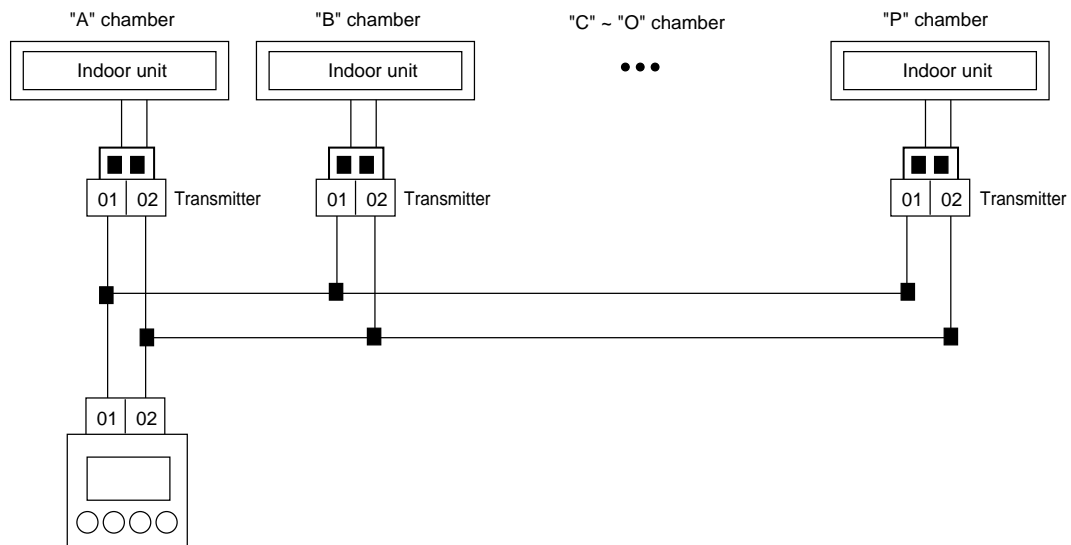 "A" chamber
"B" chamber
"C" ~ "O" chamber
"P" chamber
Indoor unit
Indoor unit
•••
Indoor unit
01 02 Transmitter
01 02 Transmitter
01 02 Transmitter
01 02